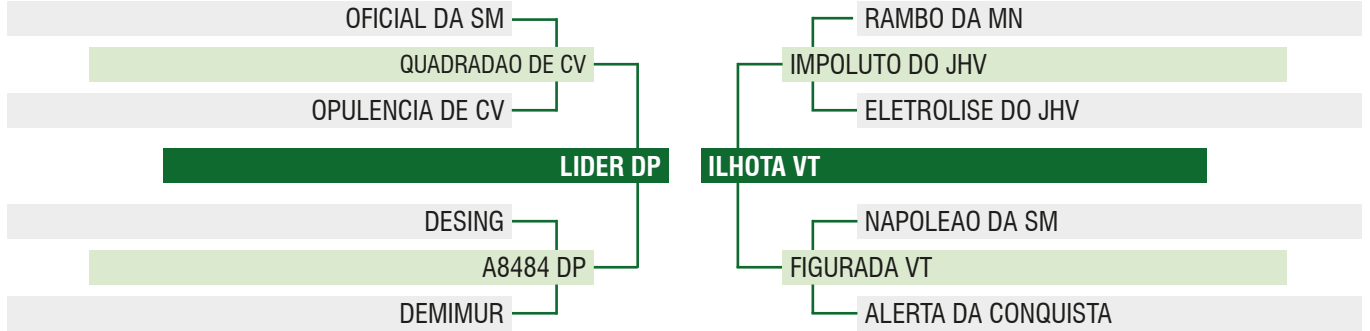 OFICIAL DA SM
RAMBO DA MN
QUADRADAO DE CV
IMPOLUTO DO JHV
OPULENCIA DE CV
ELETROLISE DO JHV
LIDER DP
ILHOTA VT
DESING
NAPOLEAO DA SM
A8484 DP
FIGURADA VT
DEMIMUR
ALERTA DA CONQUISTA